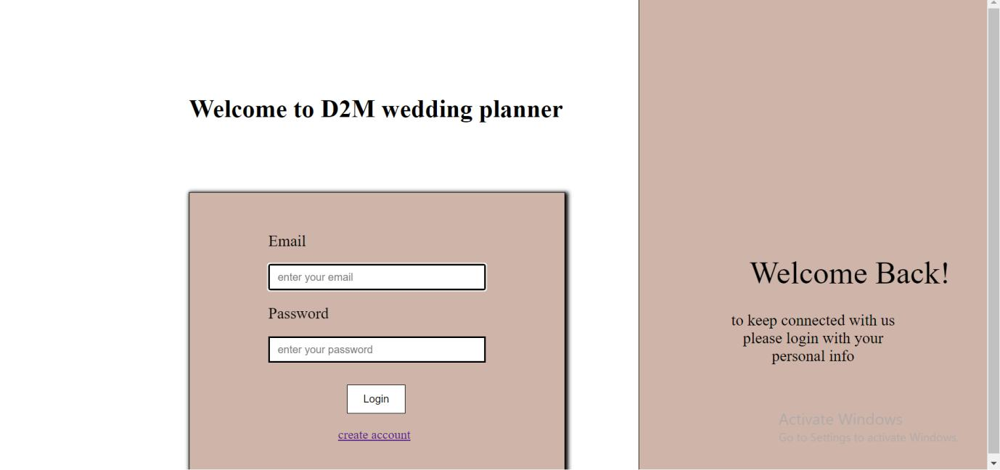 Welcome to D2M wedding planner
Email
enter your email
Password
enter your password
Login
create account
Welcome Back!
to keep connected with us
please login with your
personal info
Activate Windows
Go to Settings to activate Windows.